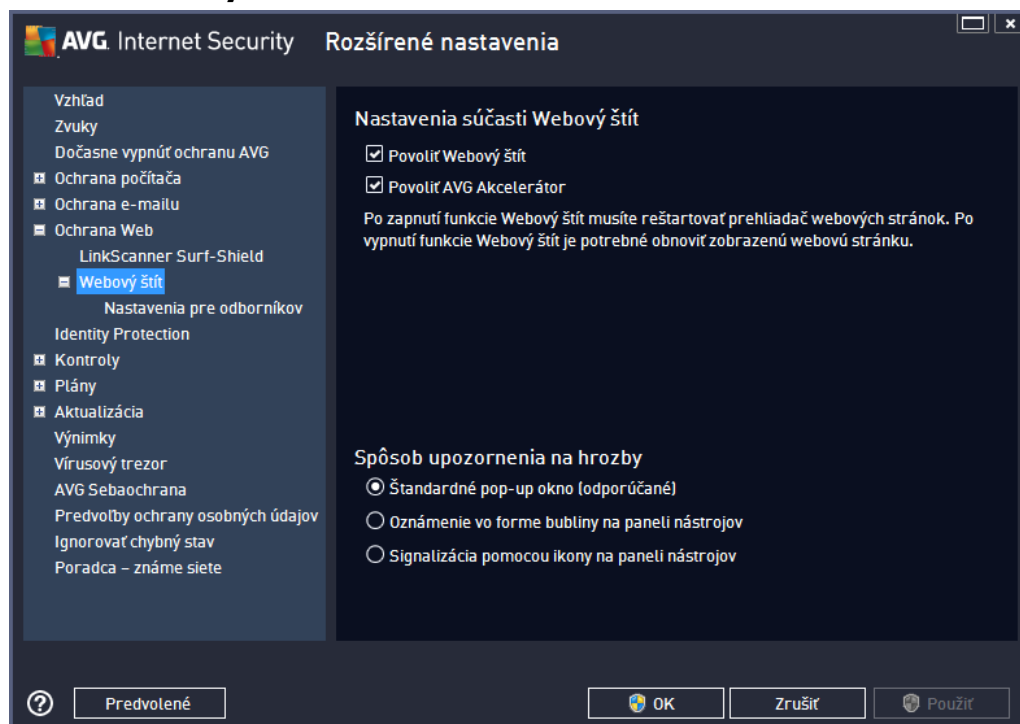 AVG. Internet Security
Rozšírené nastavenia
Vzhľad
Zvuky
Dočasne vypnúť ochranu AVG
Ochrana počítača
Ochrana e-mailu
Ochrana Web
LinkScanner Surf-Shield
Webový štít
Nastavenia pre odborníkov
Identity Protection
Kontroly
Plány
Aktualizácia
Výnimky
Vírusový trezor
AVG Sebaochrana
Predvoľby ochrany osobných údajov
Ignorovať chybný stav
Poradca – známe siete
Nastavenia súčasti Webový štít
Povoliť Webový štít
Povoliť AVG Akcelerátor
Po zapnutí funkcie Webový štít musíte reštartovať prehliadač webových stránok. Po
vypnutí funkcie Webový štít je potrebné obnoviť zobrazenú webovú stránku.
Spôsob upozornenia na hrozby
Štandardné pop-up okno (odporúčané)
Oznámenie vo forme bubliny na paneli nástrojov
Signalizácia pomocou ikony na paneli nástrojov
Predvolené
OK
Zrušiť
Použiť